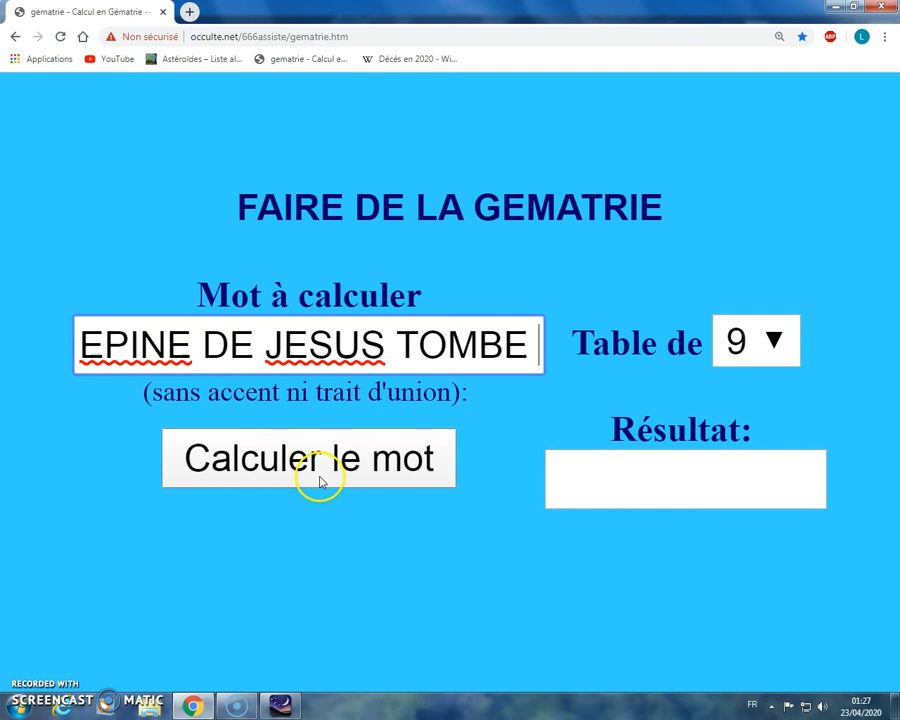 gematrie - Calcul en Gématrie -
Non sécurisé | occulte.net/666assiste/gematrie.htm
ABP
L
Applications YouTube Astéroïdes – Liste al... gematrie - Calcul e... W Décès en 2020 - Wi...
FAIRE DE LA GEMATRIE
Mot à calculer
EPINE DE JESUS TOMBE
Table de 9
(sans accent ni trait d'union):
Résultat:
Calculer le mot
RECORDED WITH
SCREENCAST MATIC
FR
01:27
23/04/2020